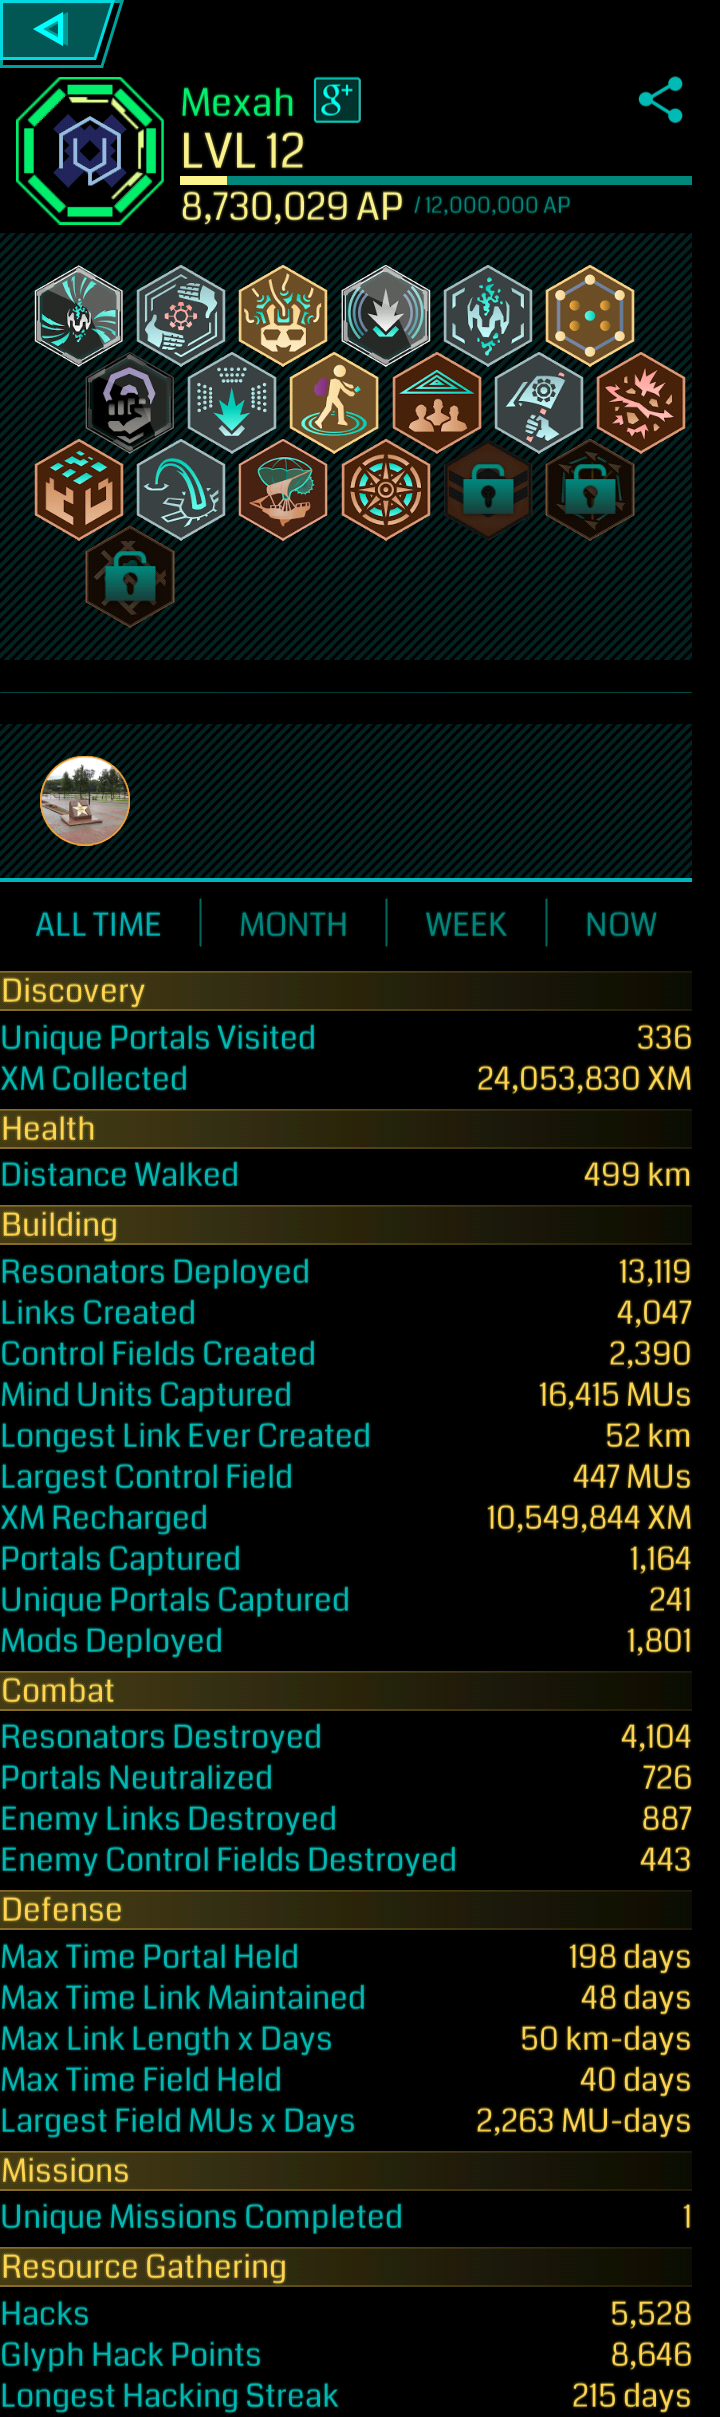 Mexah g+
LVL 12
8,730,029 AP / 12,000,000 AP
ALL TIME MONTH WEEK NOW
Discovery
Unique Portals Visited 336
XM Collected 24,053,830 XM
Health
Distance Walked 499 km
Building
Resonators Deployed 13,119
Links Created 4,047
Control Fields Created 2,390
Mind Units Captured 16,415 MUs
Longest Link Ever Created 52 km
Largest Control Field 447 MUs
XM Recharged 10,549,844 XM
Portals Captured 1,164
Unique Portals Captured 241
Mods Deployed 1,801
Combat
Resonators Destroyed 4,104
Portals Neutralized 726
Enemy Links Destroyed 887
Enemy Control Fields Destroyed 443
Defense
Max Time Portal Held 198 days
Max Time Link Maintained 48 days
Max Link Length x Days 50 km-days
Max Time Field Held 40 days
Largest Field MUs x Days 2,263 MU-days
Missions
Unique Missions Completed 1
Resource Gathering
Hacks 5,528
Glyph Hack Points 8,646
Longest Hacking Streak 215 days